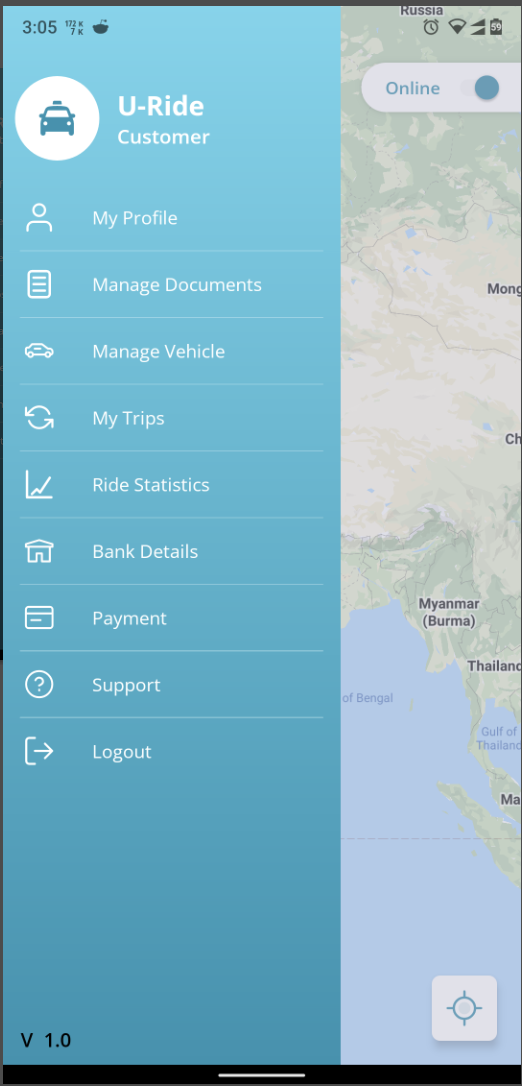 3:05
172 K
7 K
59
Russia
Online
U-Ride
Customer
My Profile
Manage Documents
Mong
Manage Vehicle
My Trips
Ch
Ride Statistics
Bank Details
Payment
Myanmar
(Burma)
Support
Thailand
of Bengal
Gulf of
Thailand
Logout
Ma
V 1.0